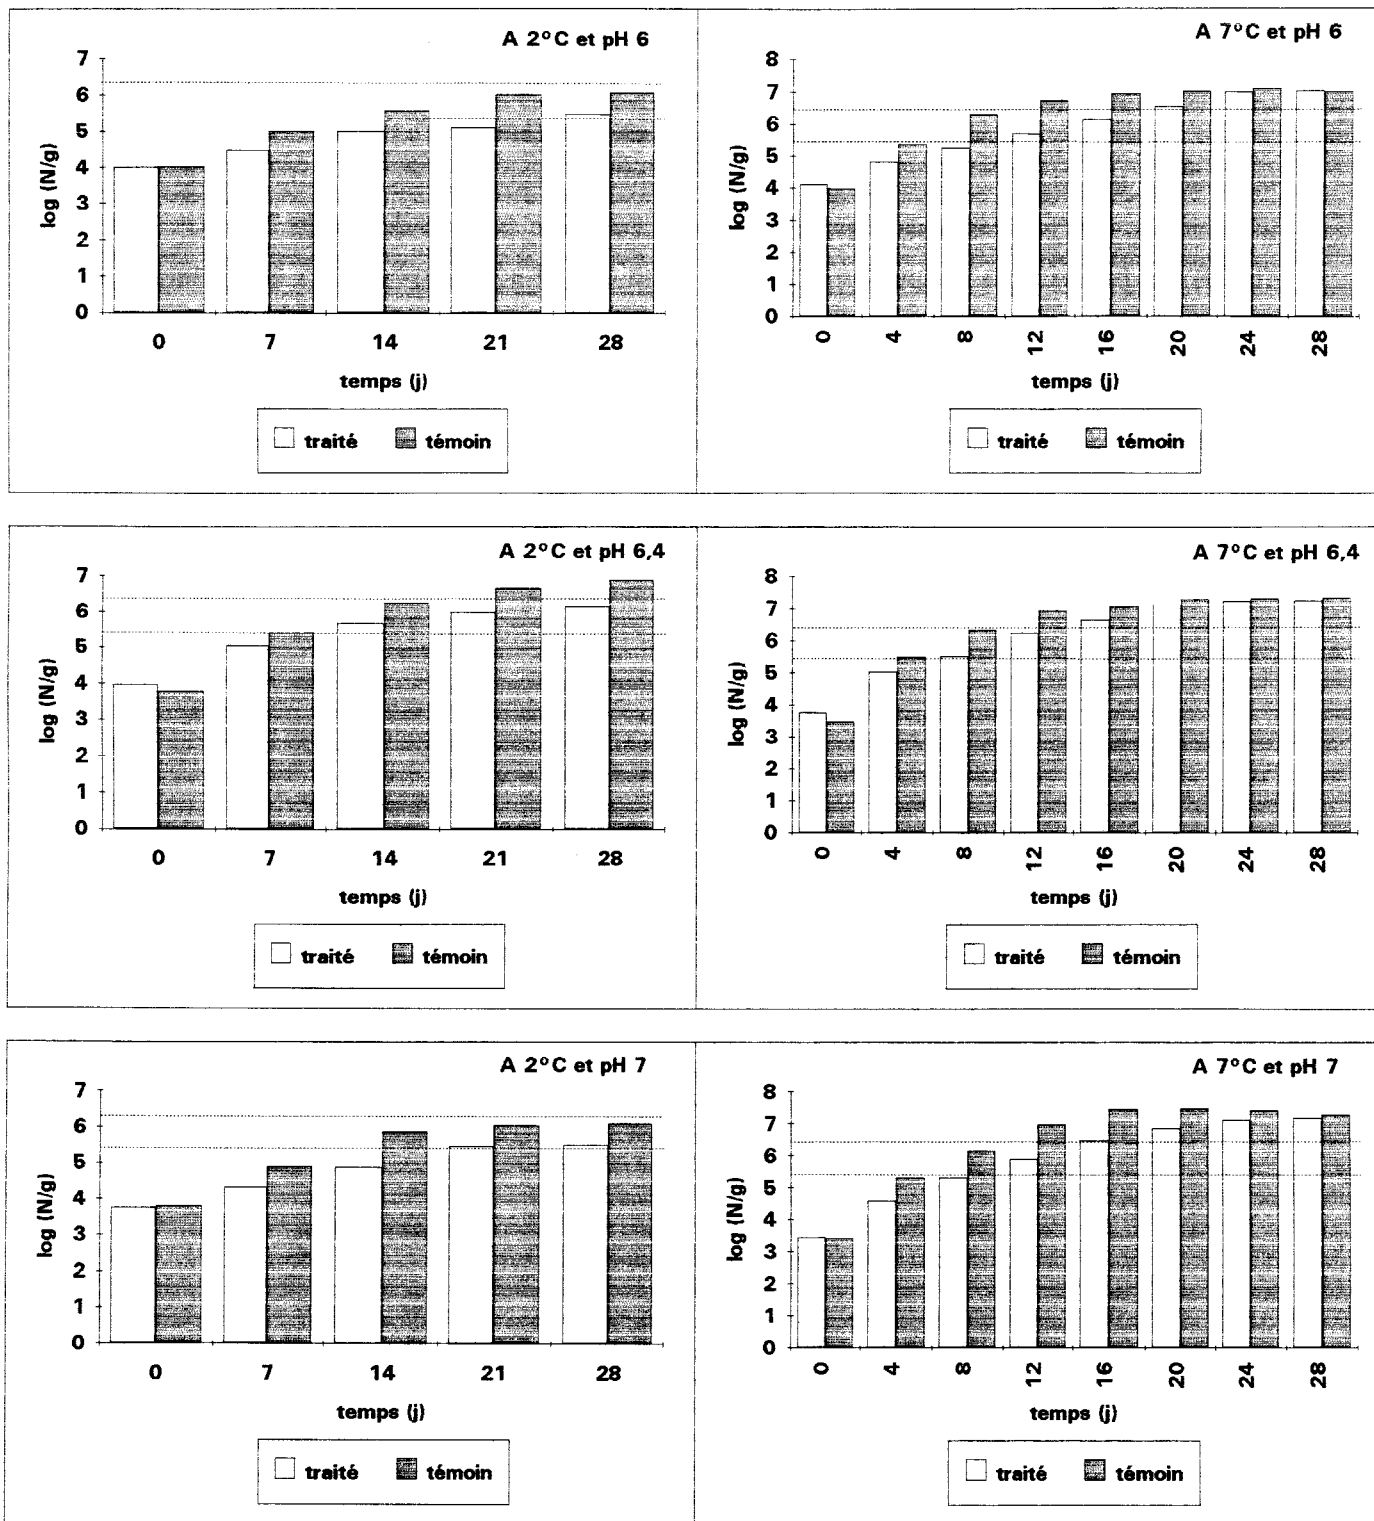 A 2°C et pH 6
7
6
5
4
3
2
1
0
log (N/g)
0 7 14 21 28
temps (j)
traité témoin
A 7°C et pH 6
8
7
6
5
4
3
2
1
0
log (N/g)
0 4 8 12 16 20 24 28
temps (j)
traité témoin
A 2°C et pH 6,4
7
6
5
4
3
2
1
0
log (N/g)
0 7 14 21 28
temps (j)
traité témoin
A 7°C et pH 6,4
8
7
6
5
4
3
2
1
0
log (N/g)
0 4 8 12 16 20 24 28
temps (j)
traité témoin
A 2°C et pH 7
7
6
5
4
3
2
1
0
log (N/g)
0 7 14 21 28
temps (j)
traité témoin
A 7°C et pH 7
8
7
6
5
4
3
2
1
0
log (N/g)
0 4 8 12 16 20 24 28
temps (j)
traité témoin